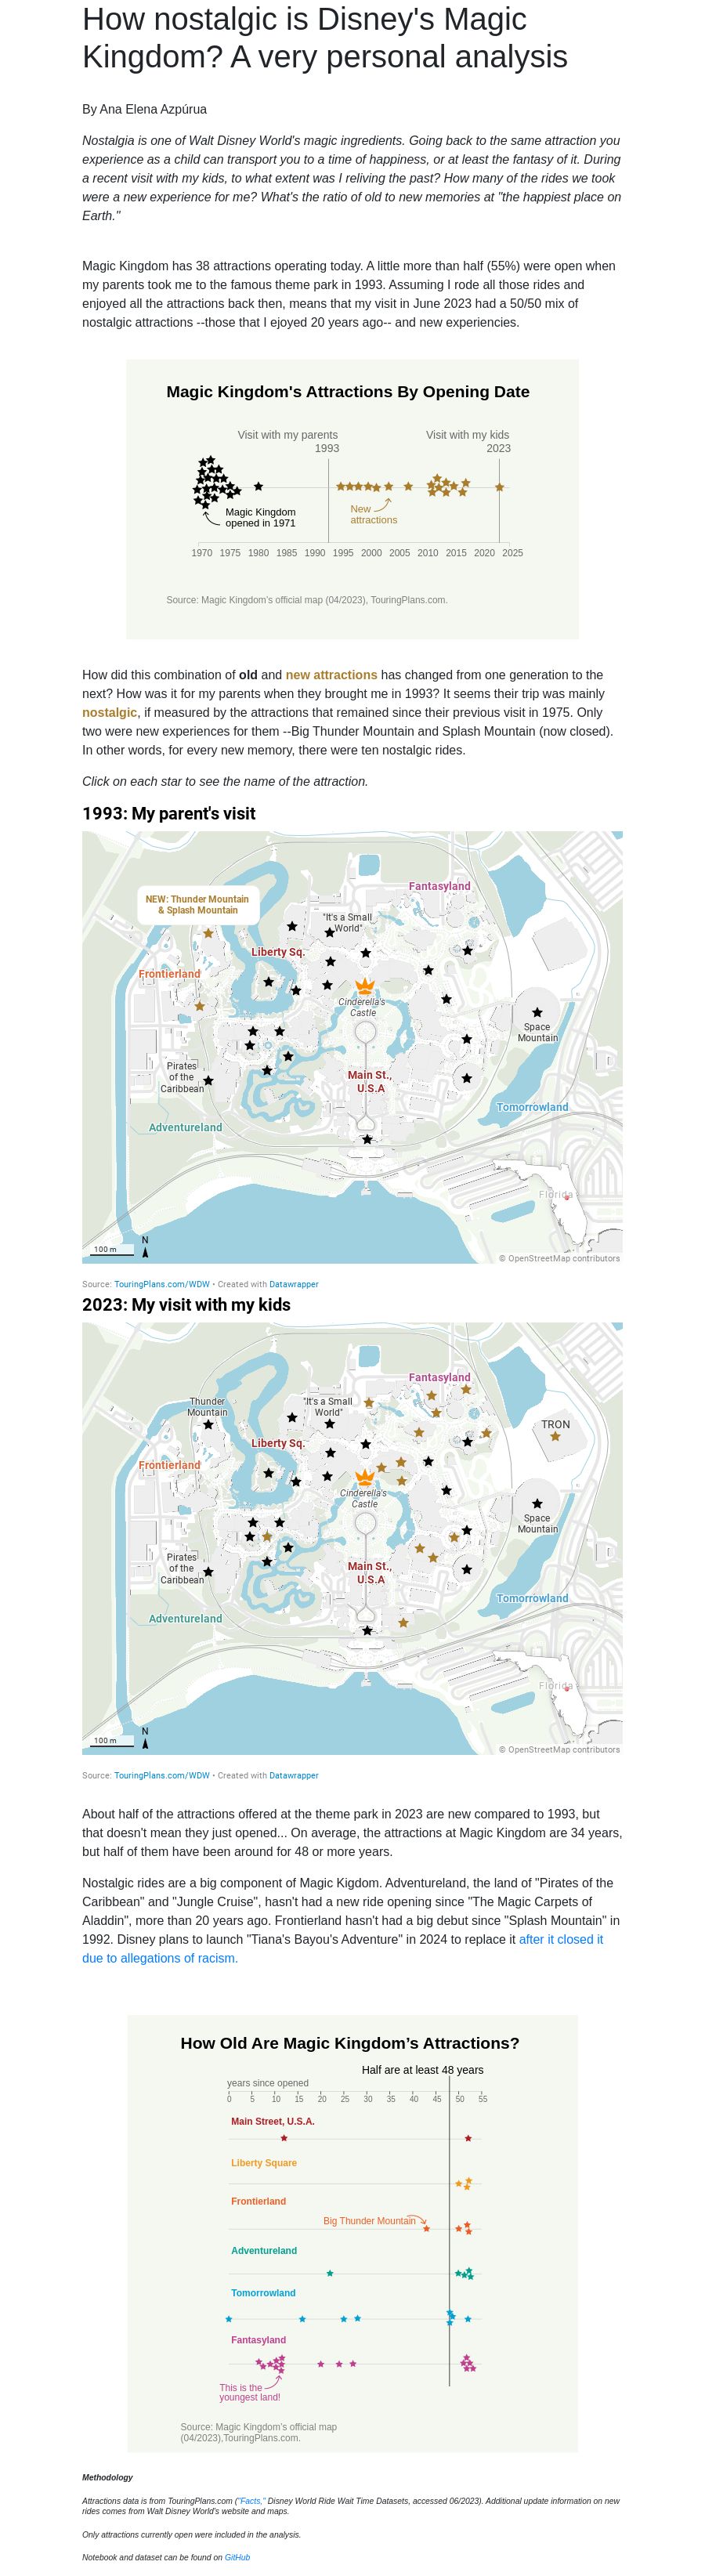 How nostalgic is Disney's Magic
Kingdom? A very personal analysis
By Ana Elena Azpúrua
Nostalgia is one of Walt Disney World's magic ingredients. Going back to the same attraction you
experience as a child can transport you to a time of happiness, or at least the fantasy of it. During
a recent visit with my kids, to what extent was I reliving the past? How many of the rides we took
were a new experience for me? What's the ratio of old to new memories at "the happiest place on
Earth."
Magic Kingdom has 38 attractions operating today. A little more than half (55%) were open when
my parents took me to the famous theme park in 1993. Assuming I rode all those rides and
enjoyed all the attractions back then, means that my visit in June 2023 had a 50/50 mix of
nostalgic attractions --those that I ejoyed 20 years ago-- and new experiencies.
Magic Kingdom's Attractions By Opening Date
Visit with my parents
1993
Visit with my kids
2023
Magic Kingdom
opened in 1971
New
attractions
1970 1975 1980 1985 1990 1995 2000 2005 2010 2015 2020 2025
Source: Magic Kingdom's official map (04/2023), TouringPlans.com.
How did this combination of old and new attractions has changed from one generation to the
next? How was it for my parents when they brought me in 1993? It seems their trip was mainly
nostalgic, if measured by the attractions that remained since their previous visit in 1975. Only
two were new experiences for them --Big Thunder Mountain and Splash Mountain (now closed).
In other words, for every new memory, there were ten nostalgic rides.
Click on each star to see the name of the attraction.
1993: My parent's visit
Fantasyland
NEW: Thunder Mountain
& Splash Mountain
"It's a Small
World"
Liberty Sq.
Frontierland
Cinderella's
Castle
Space
Mountain
Pirates
of the
Caribbean
Main St.,
U.S.A
Tomorrowland
Adventureland
Florida
N
100 m
© OpenStreetMap contributors
Source: TouringPlans.com/WDW • Created with Datawrapper
2023: My visit with my kids
Fantasyland
Thunder
Mountain
"It's a Small
World"
TRON
Liberty Sq.
Frontierland
Cinderella's
Castle
Space
Mountain
Pirates
of the
Caribbean
Main St.,
U.S.A
Tomorrowland
Adventureland
Florida
N
100 m
© OpenStreetMap contributors
Source: TouringPlans.com/WDW • Created with Datawrapper
About half of the attractions offered at the theme park in 2023 are new compared to 1993, but
that doesn't mean they just opened... On average, the attractions at Magic Kingdom are 34 years,
but half of them have been around for 48 or more years.
Nostalgic rides are a big component of Magic Kigdom. Adventureland, the land of "Pirates of the
Caribbean" and "Jungle Cruise", hasn't had a new ride opening since "The Magic Carpets of
Aladdin", more than 20 years ago. Frontierland hasn't had a big debut since "Splash Mountain" in
1992. Disney plans to launch "Tiana's Bayou's Adventure" in 2024 to replace it after it closed it
due to allegations of racism.
How Old Are Magic Kingdom's Attractions?
Half are at least 48 years
years since opened
0 5 10 15 20 25 30 35 40 45 50 55
Main Street, U.S.A.
Liberty Square
Frontierland
Big Thunder Mountain
Adventureland
Tomorrowland
Fantasyland
This is the
youngest land!
Source: Magic Kingdom's official map
(04/2023),TouringPlans.com.
Methodology
Attractions data is from TouringPlans.com ("Facts," Disney World Ride Wait Time Datasets, accessed 06/2023). Additional update information on new
rides comes from Walt Disney World's website and maps.
Only attractions currently open were included in the analysis.
Notebook and dataset can be found on GitHub